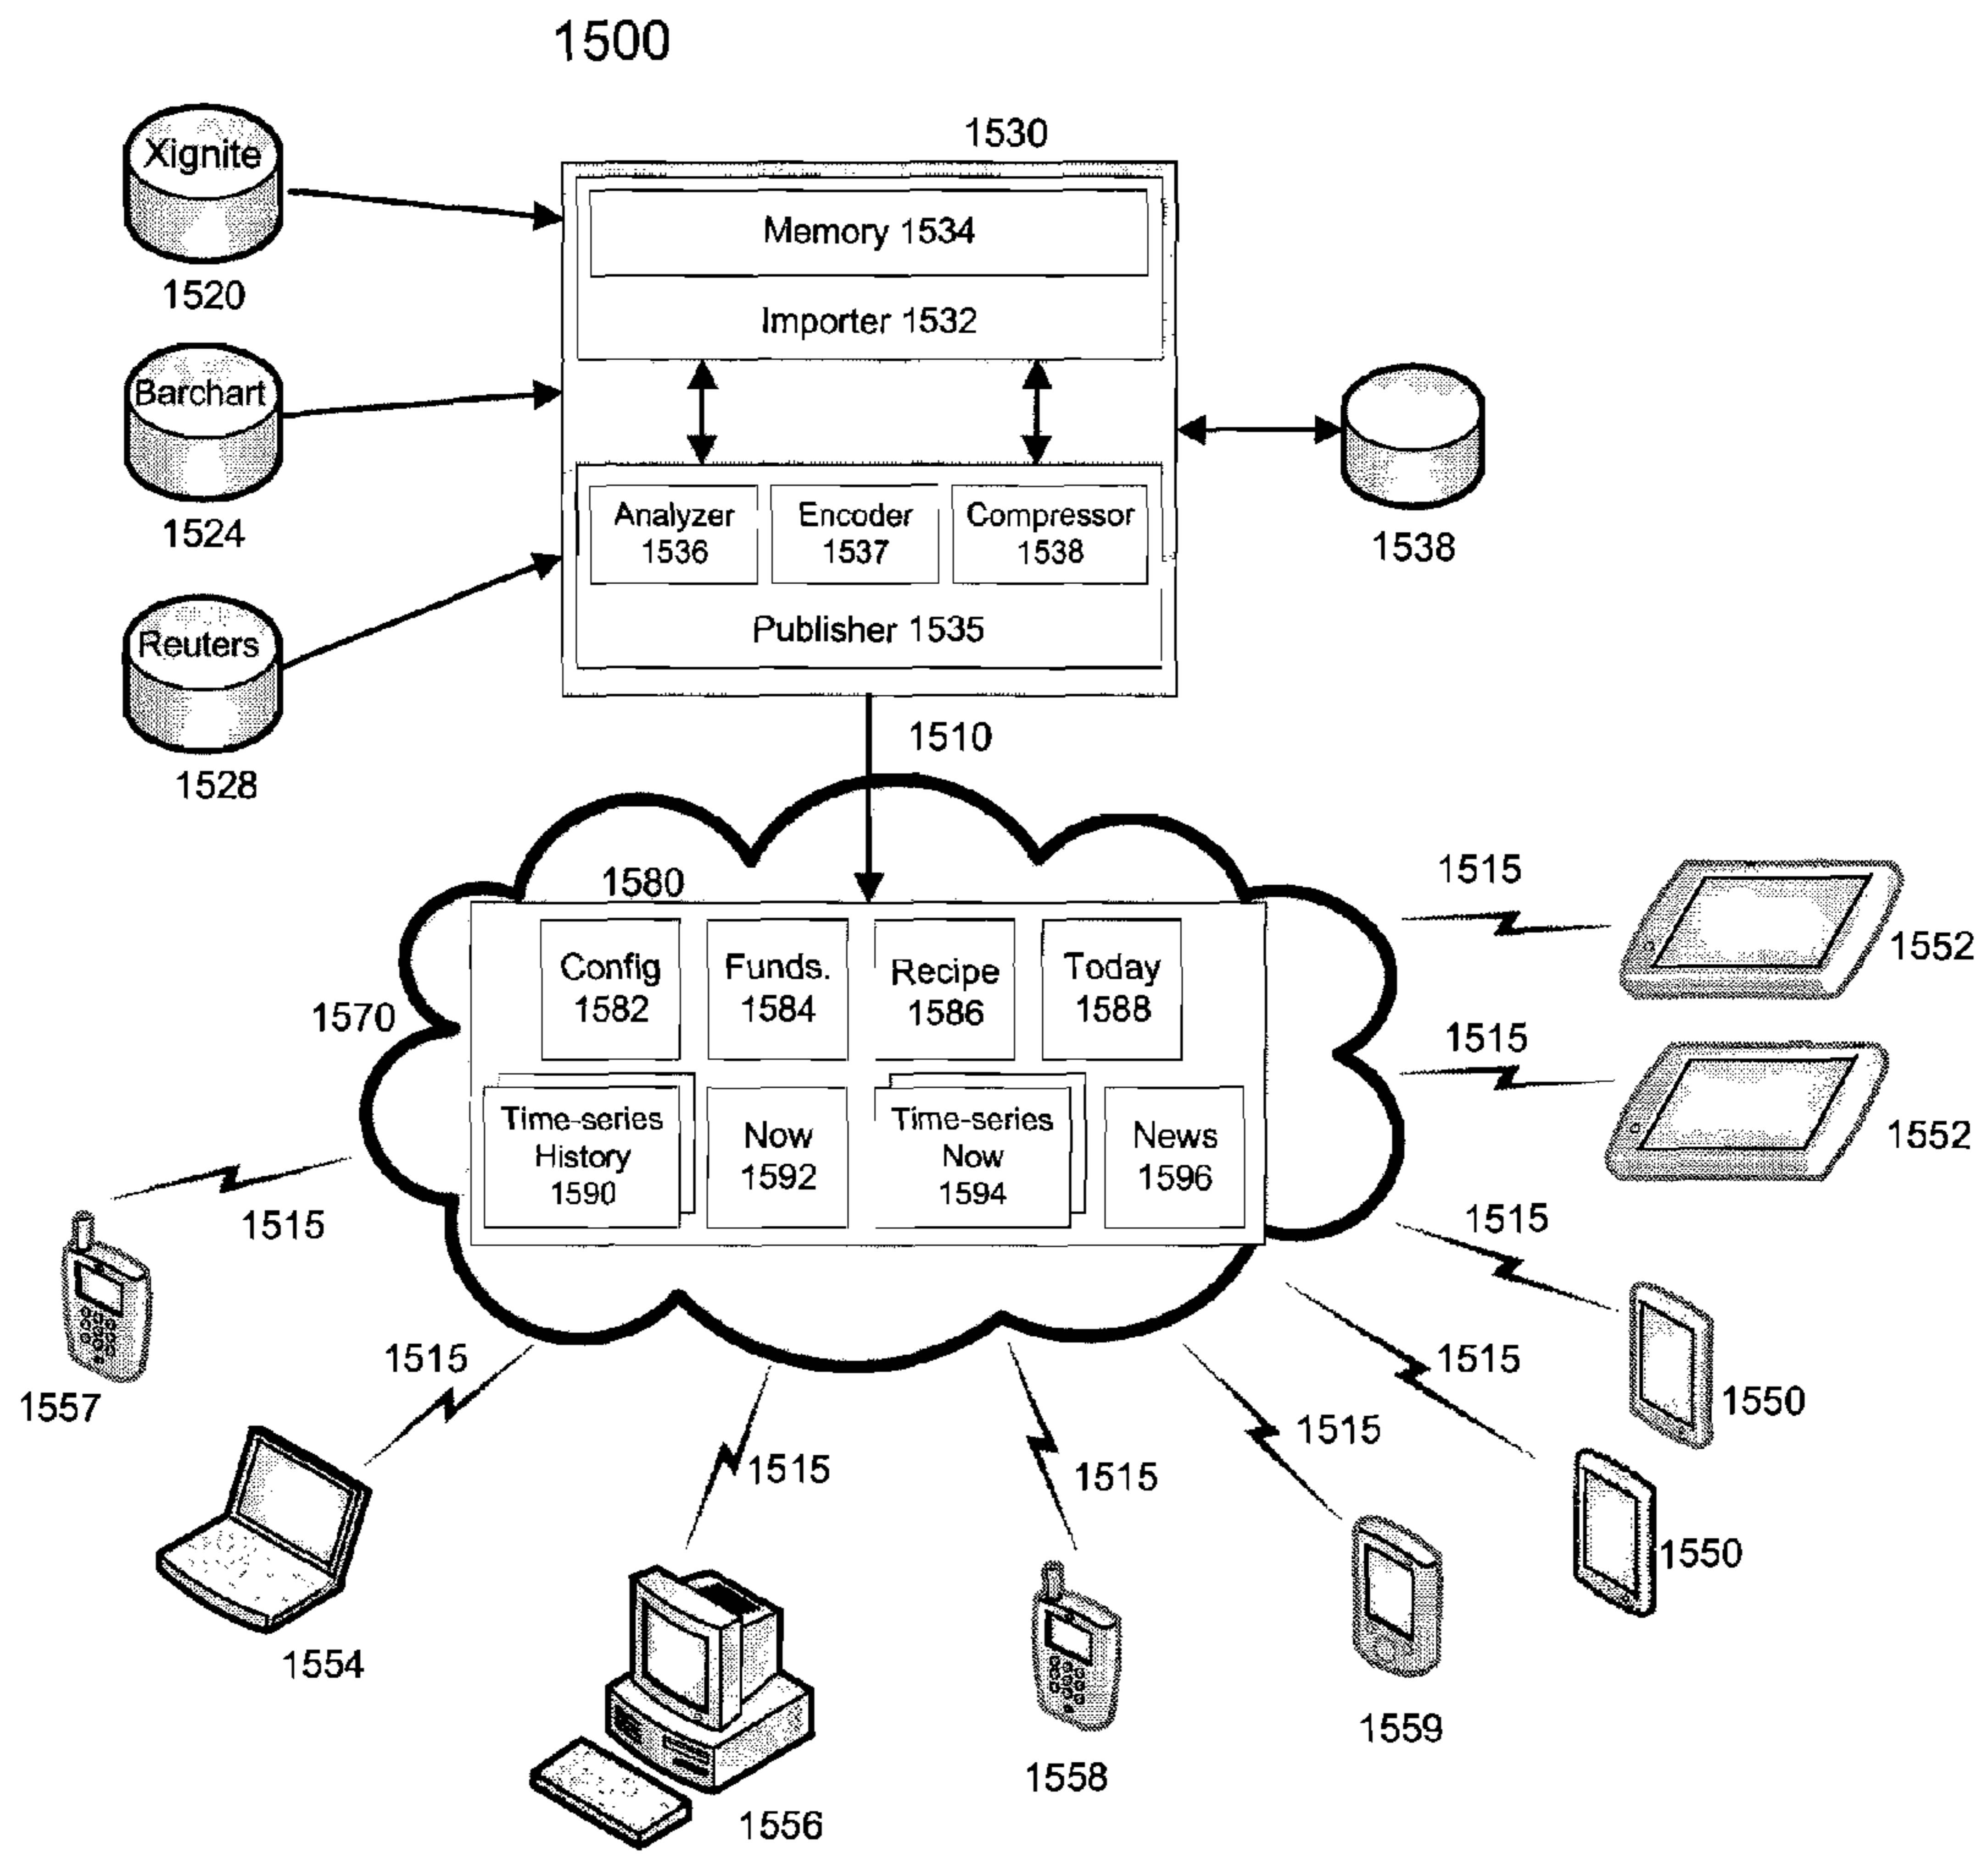 1500
1530
Xignite
1520
Memory 1534
Importer 1532
Barchart
1524
1538
Analyzer
1536
Encoder
1537
Compressor
1538
Publisher 1535
Reuters
1528
1510
1580
1570
Config
1582
Funds.
1584
Recipe
1586
Today
1588
Time-series
History
1590
Now
1592
Time-series
Now
1594
News
1596
1515
1552
1515
1552
1515
1550
1515
1550
1515
1559
1515
1558
1515
1556
1515
1554
1515
1557